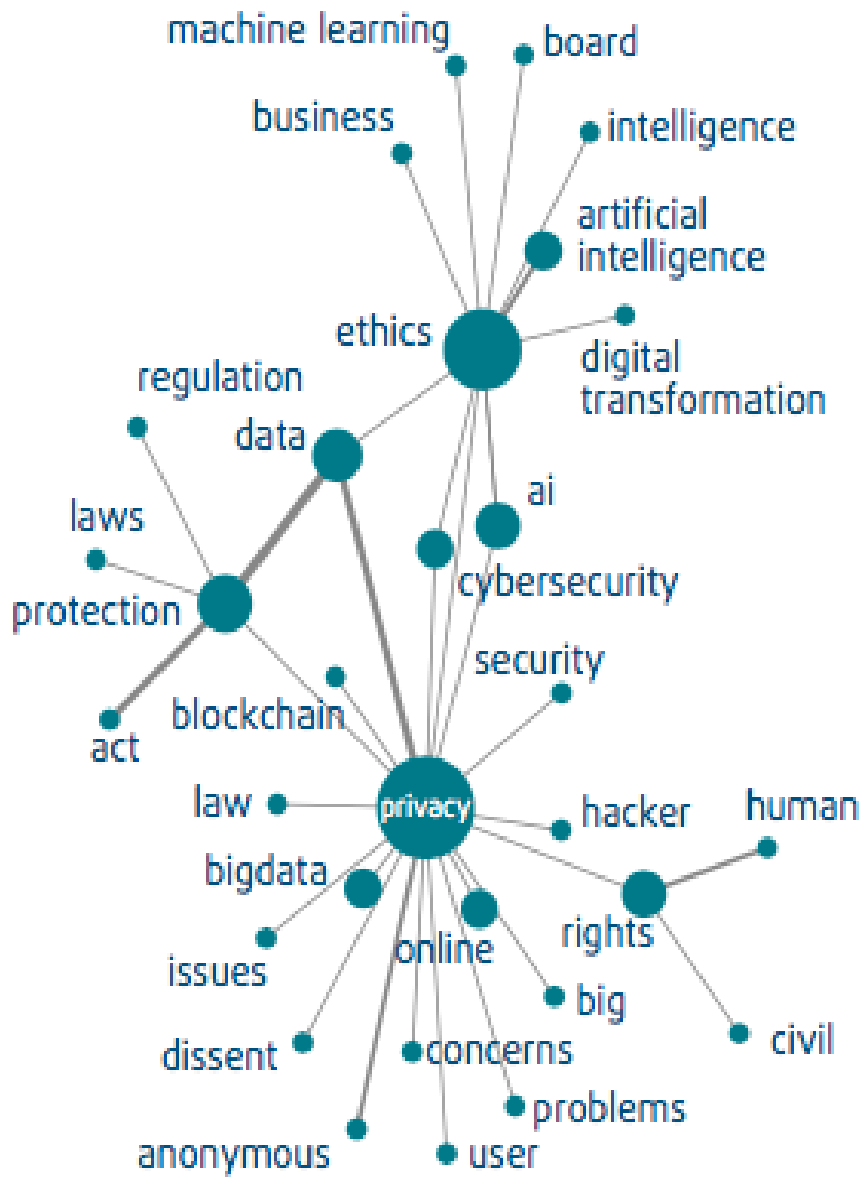 machine learning
board
business
intelligence
artificial
intelligence
ethics
digital
transformation
regulation
data
ai
laws
cybersecurity
protection
security
blockchain
act
privacy
law
hacker
human
bigdata
online
rights
issues
big
dissent
concerns
civil
problems
anonymous
user